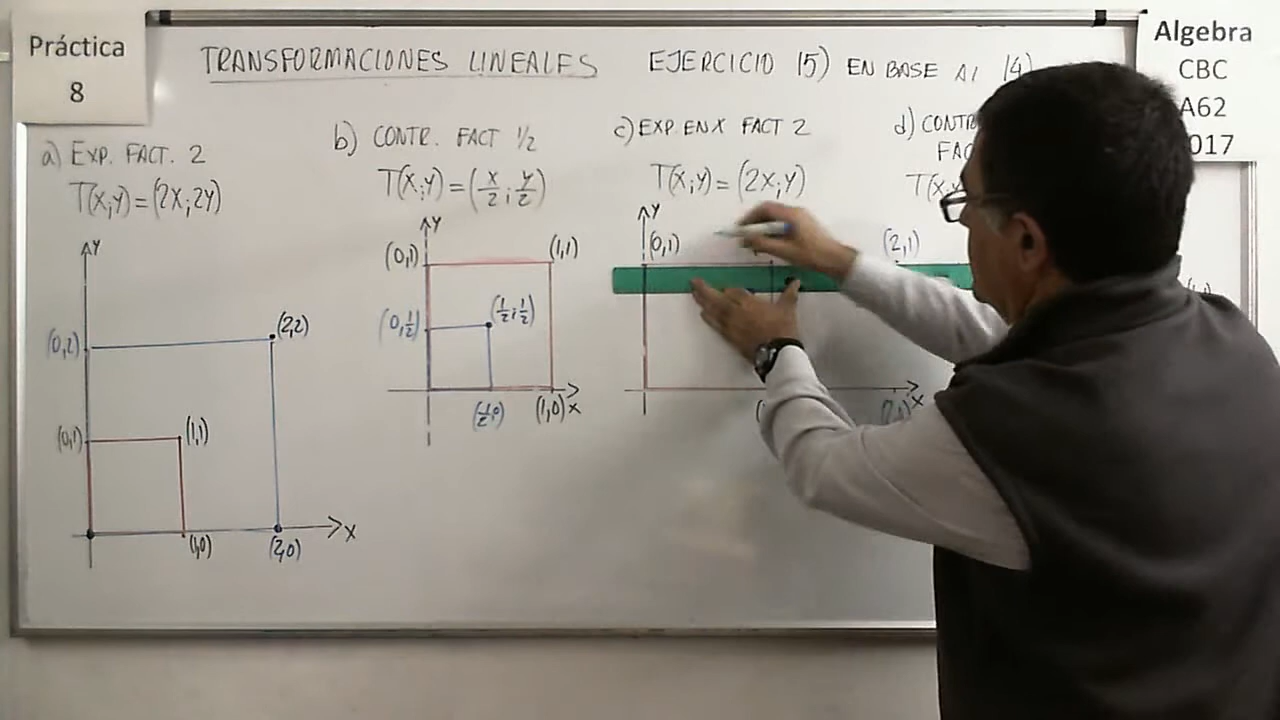 Práctica
8
TRANSFORMACIONES LINEALES EJERCICIO 15) EN BASE AL 14)
Algebra
CBC
A62
017
a) EXP. FACT. 2
T(X;Y)=(2X;2Y)
Y
(0,2)
(2,2)
(0,1)
(1,1)
(1,0)
(2,0)
X
b) CONTR. FACT 1/2
T(X;Y)=(X/2;Y/2)
Y
(0,1)
(1,1)
(0,1/2)
(1/2,1/2)
(1/2,0)
(1,0)
X
c) EXP. EN X FACT 2
T(X;Y)=(2X;Y)
Y
(0,1)
(2,1)
X
d) CONTR
FAC
T(X;Y